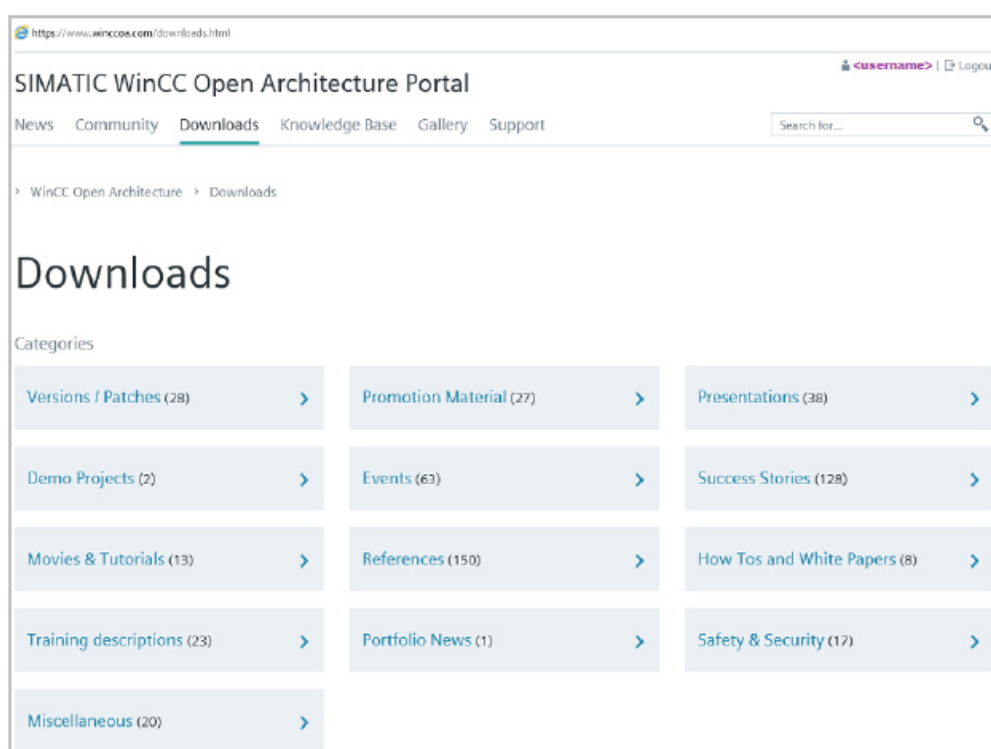 https://www.winccoa.com/downloads.html
<username> | Logou
SIMATIC WinCC Open Architecture Portal
News Community Downloads Knowledge Base Gallery Support
Search for...
> WinCC Open Architecture > Downloads
Downloads
Categories
Versions / Patches (28) Promotion Material (27) Presentations (38)
Demo Projects (2) Events (63) Success Stories (128)
Movies & Tutorials (13) References (150) How Tos and White Papers (8)
Training descriptions (23) Portfolio News (1) Safety & Security (17)
Miscellaneous (20)